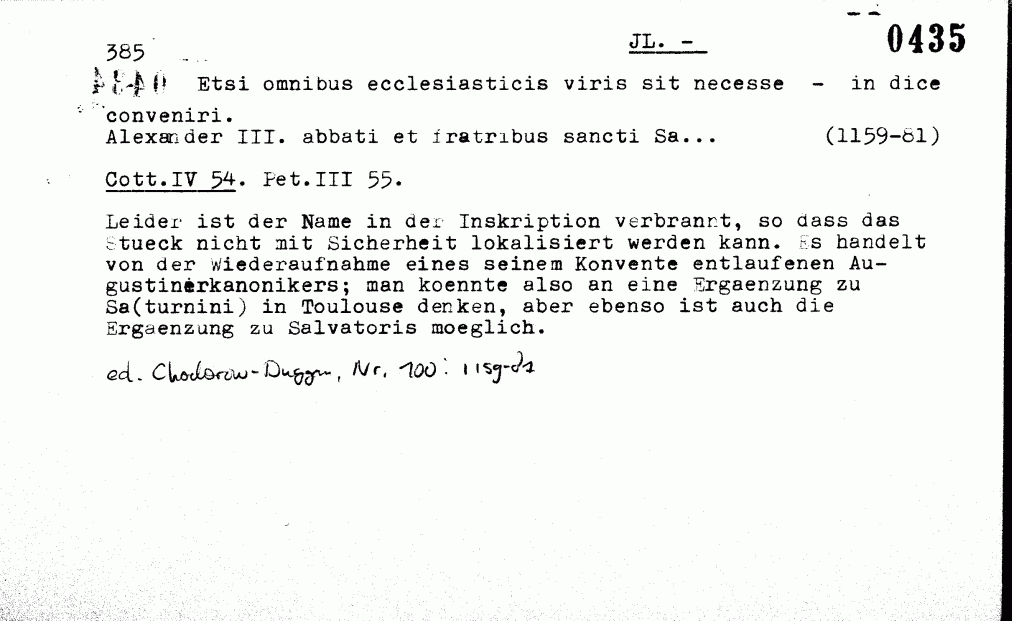 JL. - 0435
385
Etsi omnibus ecclesiasticis viris sit necesse - in dice
conveniri.
Alexander III. abbati et fratribus sancti Sa... (1159-81)
Cott.IV 54. Pet.III 55.
Leider ist der Name in der Inskription verbrannt, so dass das
Stueck nicht mit Sicherheit lokalisiert werden kann. Es handelt
von der Wiederaufnahme eines seinem Konvente entlaufenen Au-
gustinerkanonikers; man koennte also an eine Ergaenzung zu
Sa(turnini) in Toulouse denken, aber ebenso ist auch die
Ergaenzung zu Salvatoris moeglich.
ed. Chodorow-Duggan, Nr. 100: 1159-81